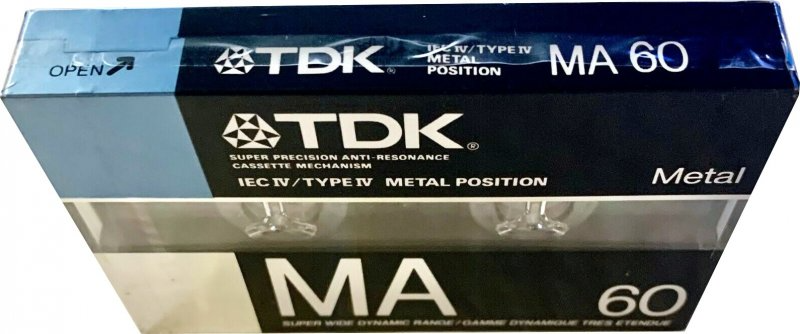 OPEN
TDK®
IEC IV/TYPE IV
METAL
POSITION
MA 60
TDK®
SUPER PRECISION ANTI-RESONANCE
CASSETTE MECHANISM
IEC IV/TYPE IV METAL POSITION
Metal
MA
60
SUPER WIDE DYNAMIC RANGE/GAMME DYNAMIQUE TRES ETENDUE